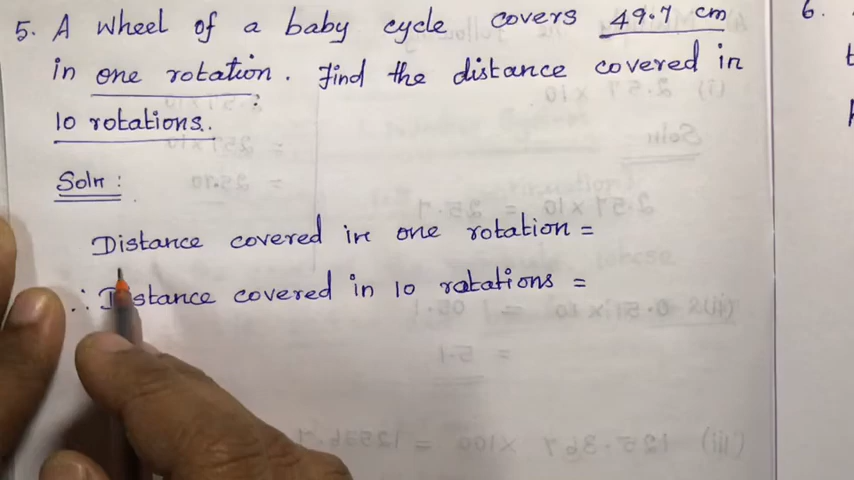 5. A Wheel of a baby cycle covers 49.7 cm
in one rotation. Find the distance covered in
10 rotations.
Soln :
Distance covered in one rotation =
∴ Distance covered in 10 rotations =
6.